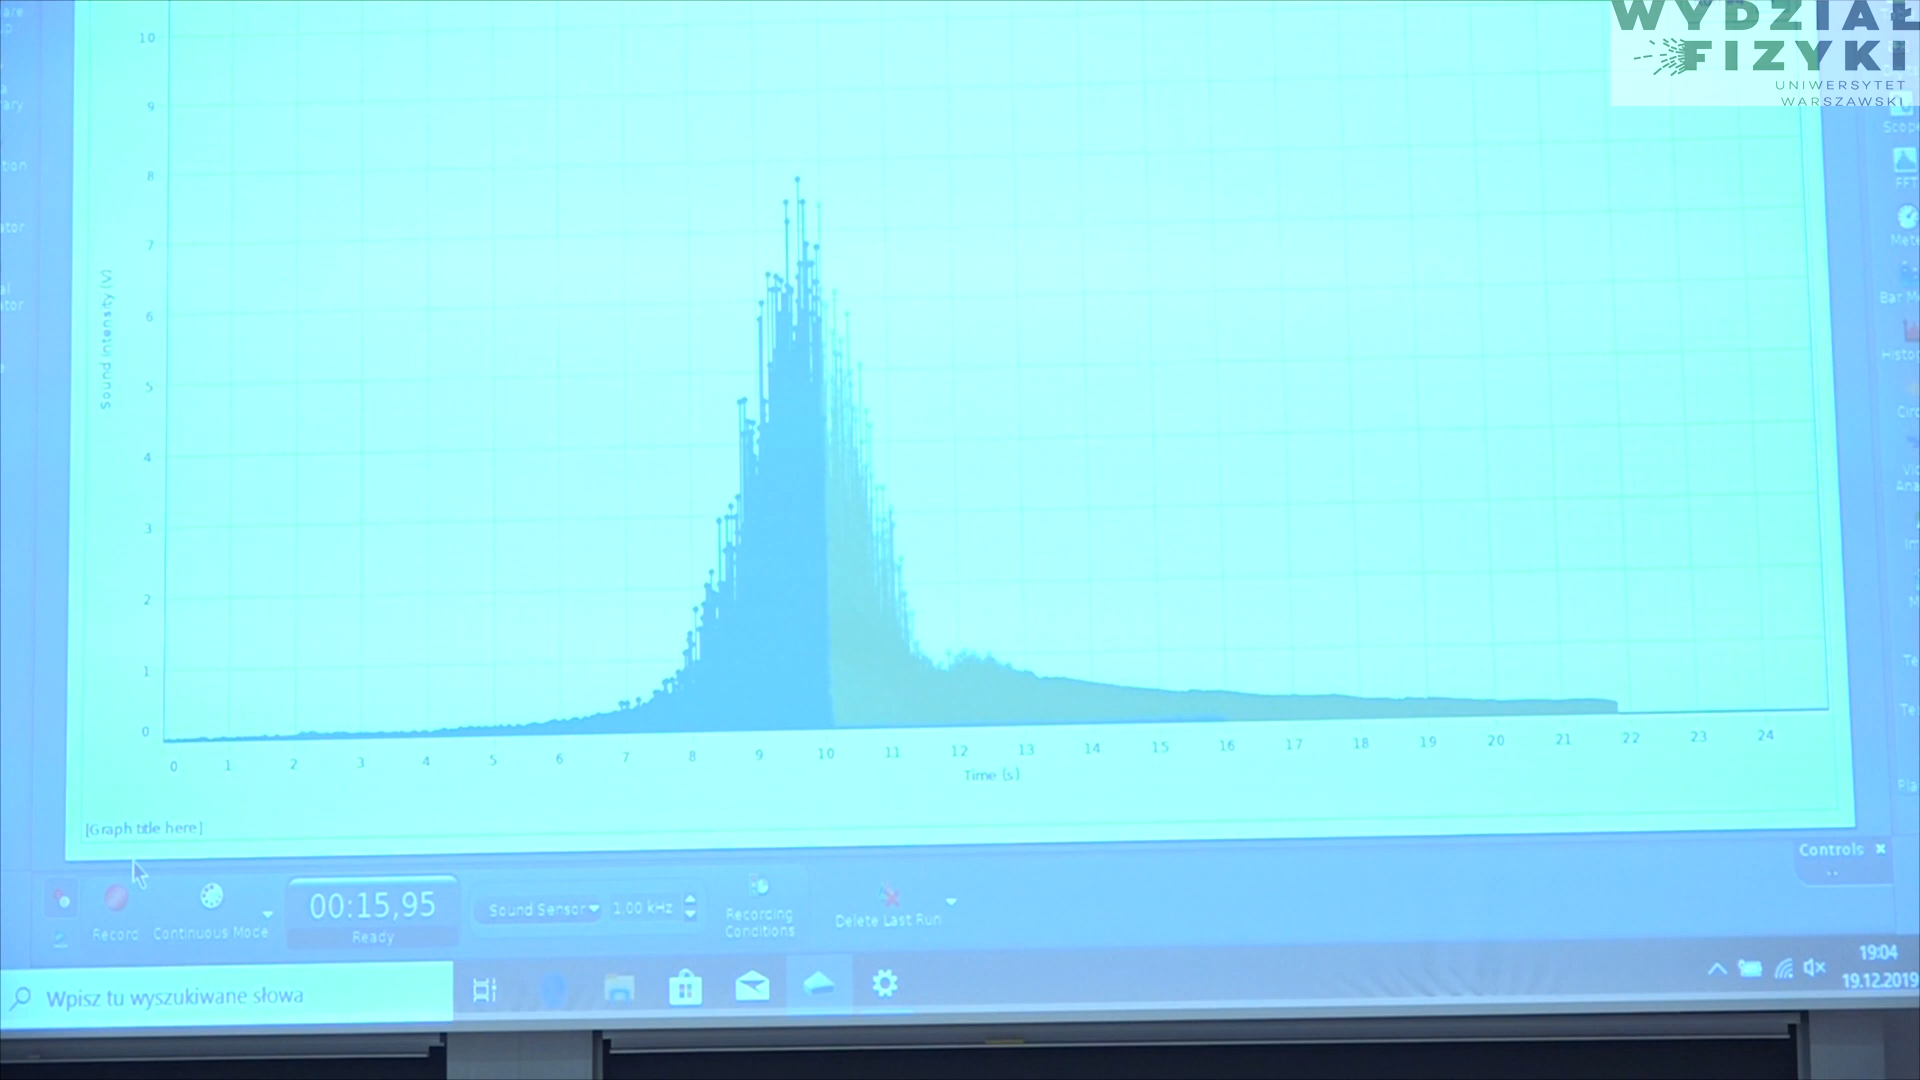 WYDZIAŁ
FIZYKI
UNIWERSYTET
WARSZAWSKI
10
9
8
7
6
5
4
3
2
1
0
Sound Intensity (V)
0 1 2 3 4 5 6 7 8 9 10 11 12 13 14 15 16 17 18 19 20 21 22 23 24
Time (s)
[Graph title here]
FFT
Controls
Record
Continuous Mode
00:15,95
Ready
Sound Sensor
1.00 kHz
Recording
Conditions
Delete Last Run
Wpisz tu wyszukiwane słowa
19:04
19.12.2019